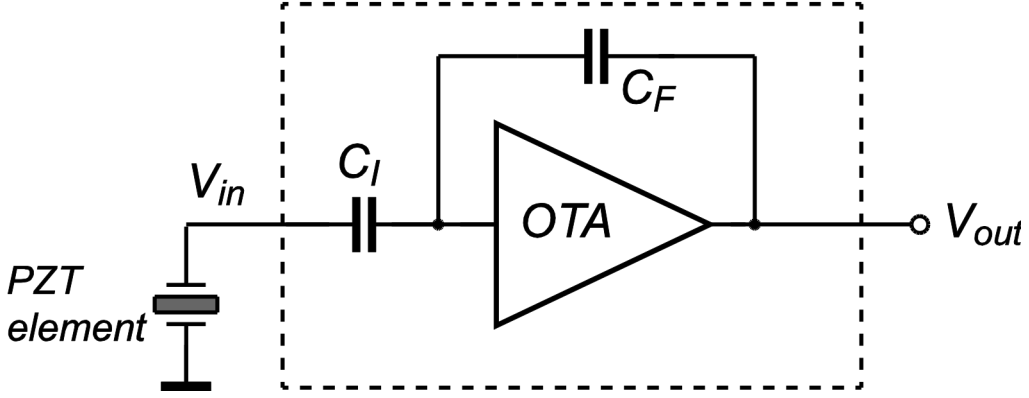 C_F
C_I
V_in
OTA
V_out
PZT
element